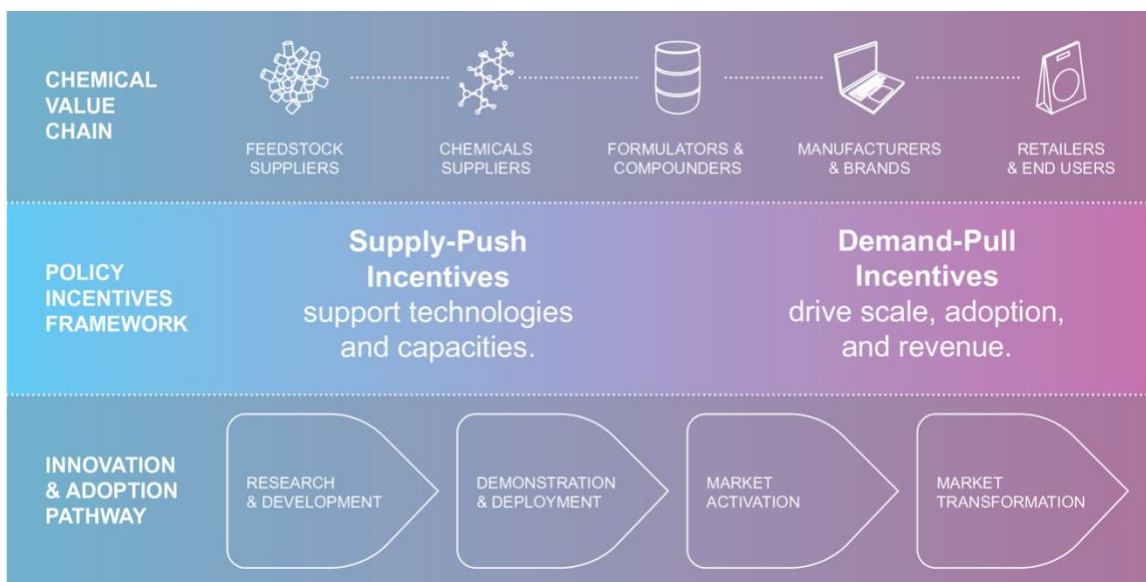 CHEMICAL
VALUE
CHAIN
FEEDSTOCK
SUPPLIERS
CHEMICALS
SUPPLIERS
FORMULATORS &
COMPOUNDERS
MANUFACTURERS
& BRANDS
RETAILERS
& END USERS
POLICY
INCENTIVES
FRAMEWORK
Supply-Push
Incentives
support technologies
and capacities.
Demand-Pull
Incentives
drive scale, adoption,
and revenue.
INNOVATION
& ADOPTION
PATHWAY
RESEARCH
& DEVELOPMENT
DEMONSTRATION
& DEPLOYMENT
MARKET
ACTIVATION
MARKET
TRANSFORMATION